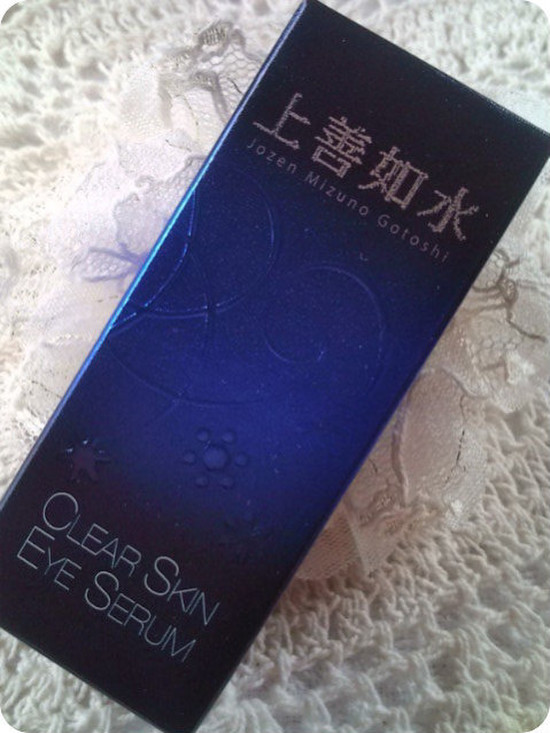 上善如水
Jozen Mizuno Gotoshi
CLEAR SKIN
EYE SERUM